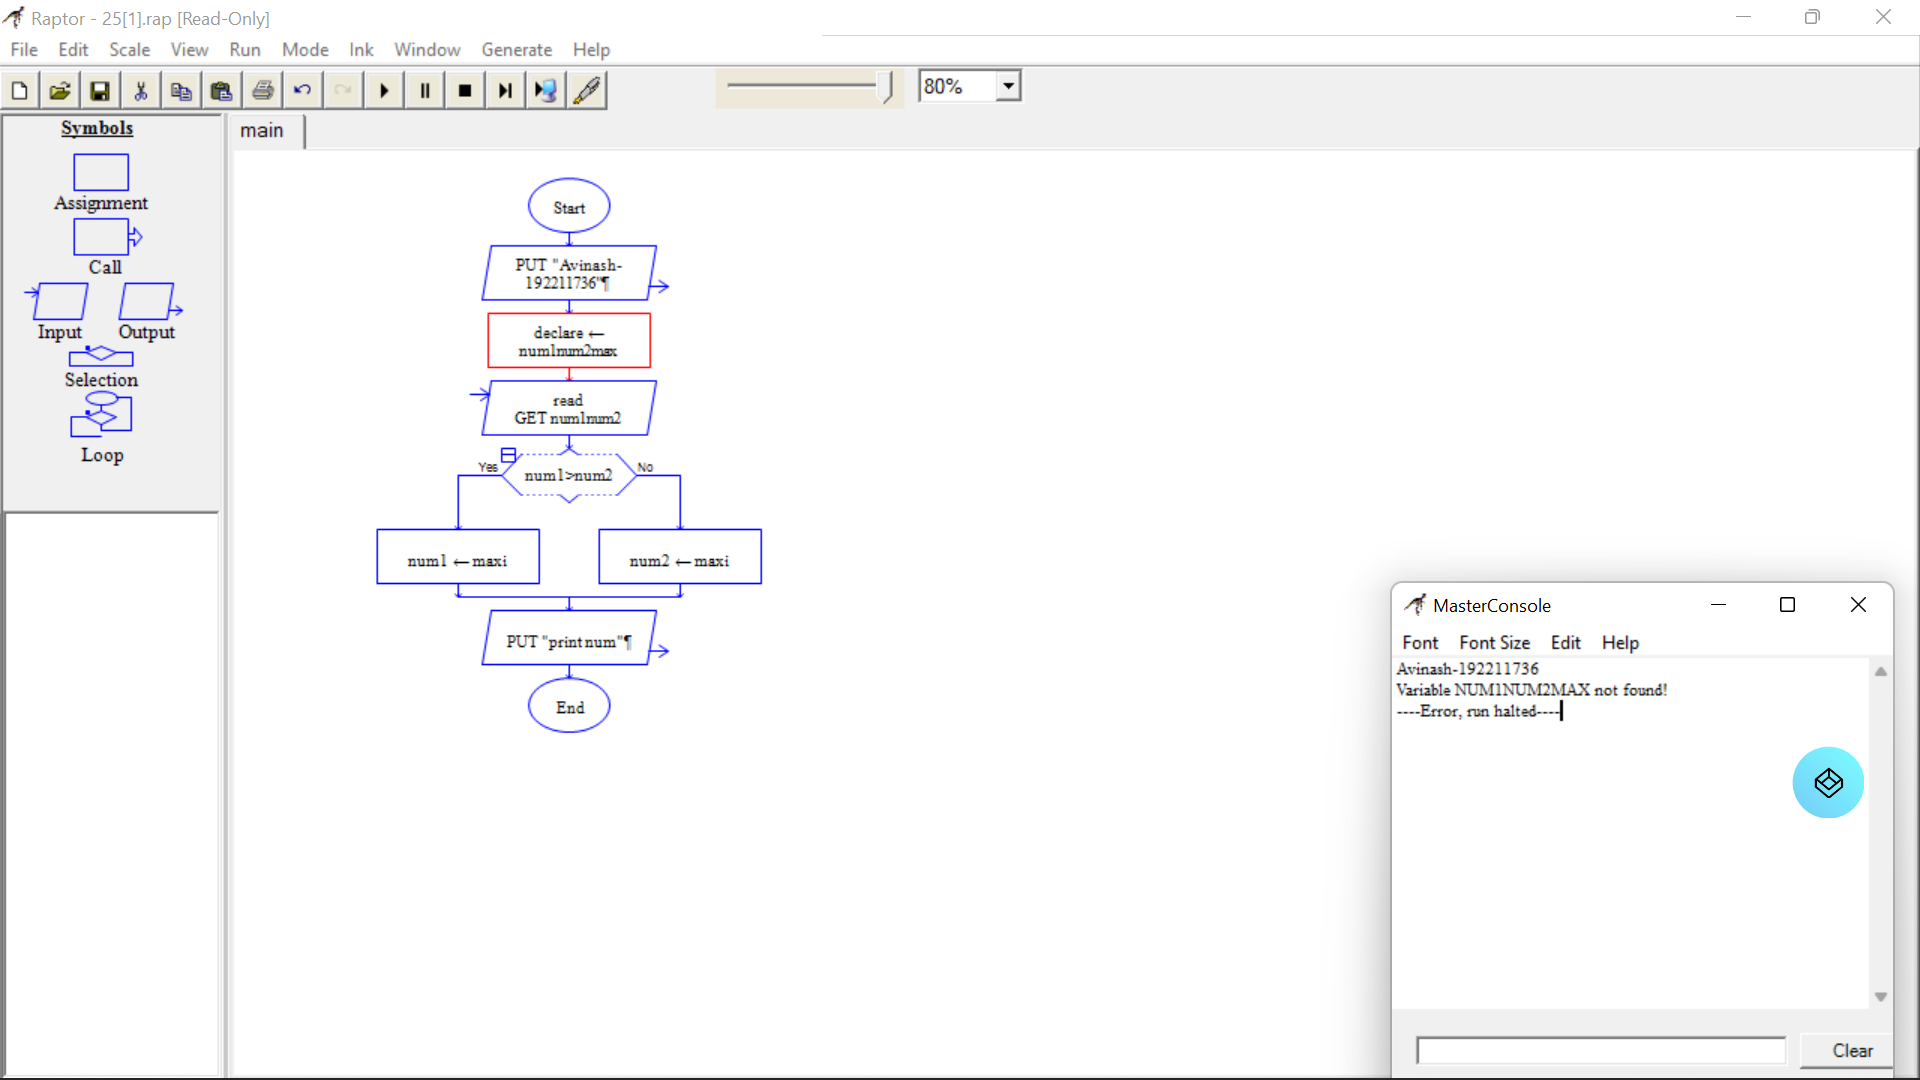 Raptor - 25[1].rap [Read-Only]
File Edit Scale View Run Mode Ink Window Generate Help
80%
Symbols
Assignment
Call
Input Output
Selection
Loop
main
Start
PUT "Avinash-
192211736"¶
declare ←
num1num2max
read
GET num1num2
Yes num1>num2 No
num1 ← maxi num2 ← maxi
PUT "print num"¶
End
MasterConsole
Font Font Size Edit Help
Avinash-192211736
Variable NUM1NUM2MAX not found!
----Error, run halted----
Clear